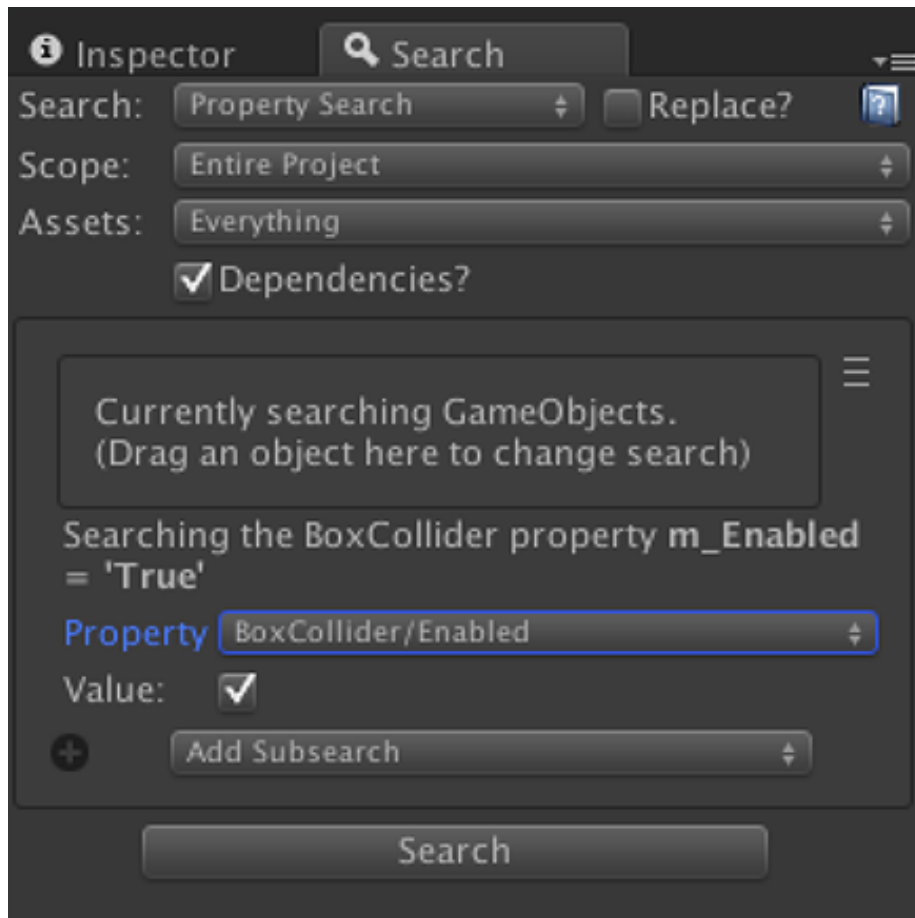 Inspector Search
Search: Property Search Replace?
Scope: Entire Project
Assets: Everything
Dependencies?
Currently searching GameObjects.
(Drag an object here to change search)
Searching the BoxCollider property m_Enabled
= 'True'
Property BoxCollider/Enabled
Value:
Add Subsearch
Search